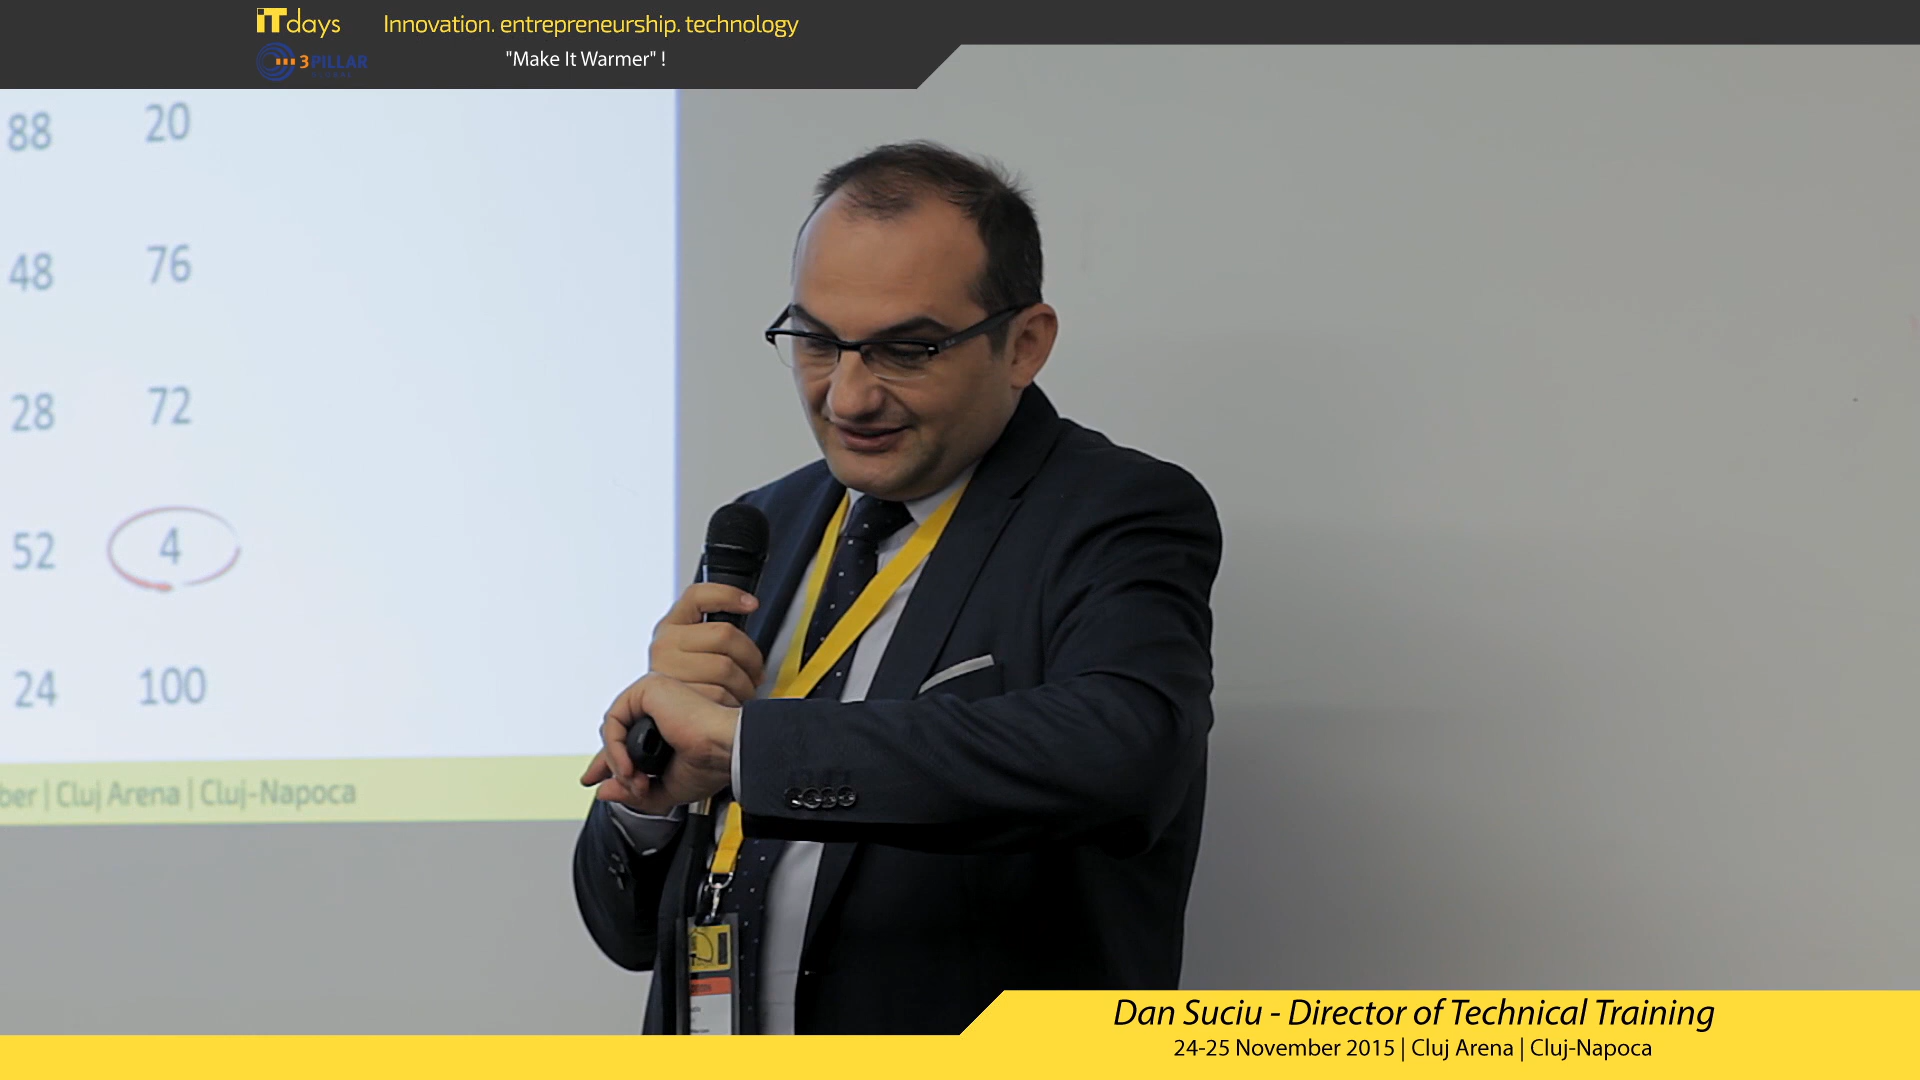 iTdays
Innovation. entrepreneurship. technology
3PILLAR
"Make It Warmer" !
88 20
48 76
28 72
52 4
24 100
ber | Cluj Arena | Cluj-Napoca
Dan Suciu - Director of Technical Training
24-25 November 2015 | Cluj Arena | Cluj-Napoca